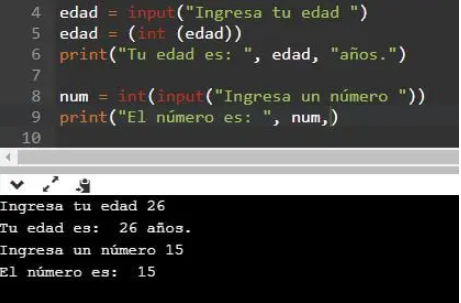 4 edad = input("Ingresa tu edad ")
5 edad = (int (edad))
6 print("Tu edad es: ", edad, "años.")
7
8 num = int(input("Ingresa un número "))
9 print("El número es: ", num,)
10
Ingresa tu edad 26
Tu edad es:  26 años.
Ingresa un número 15
El número es:  15